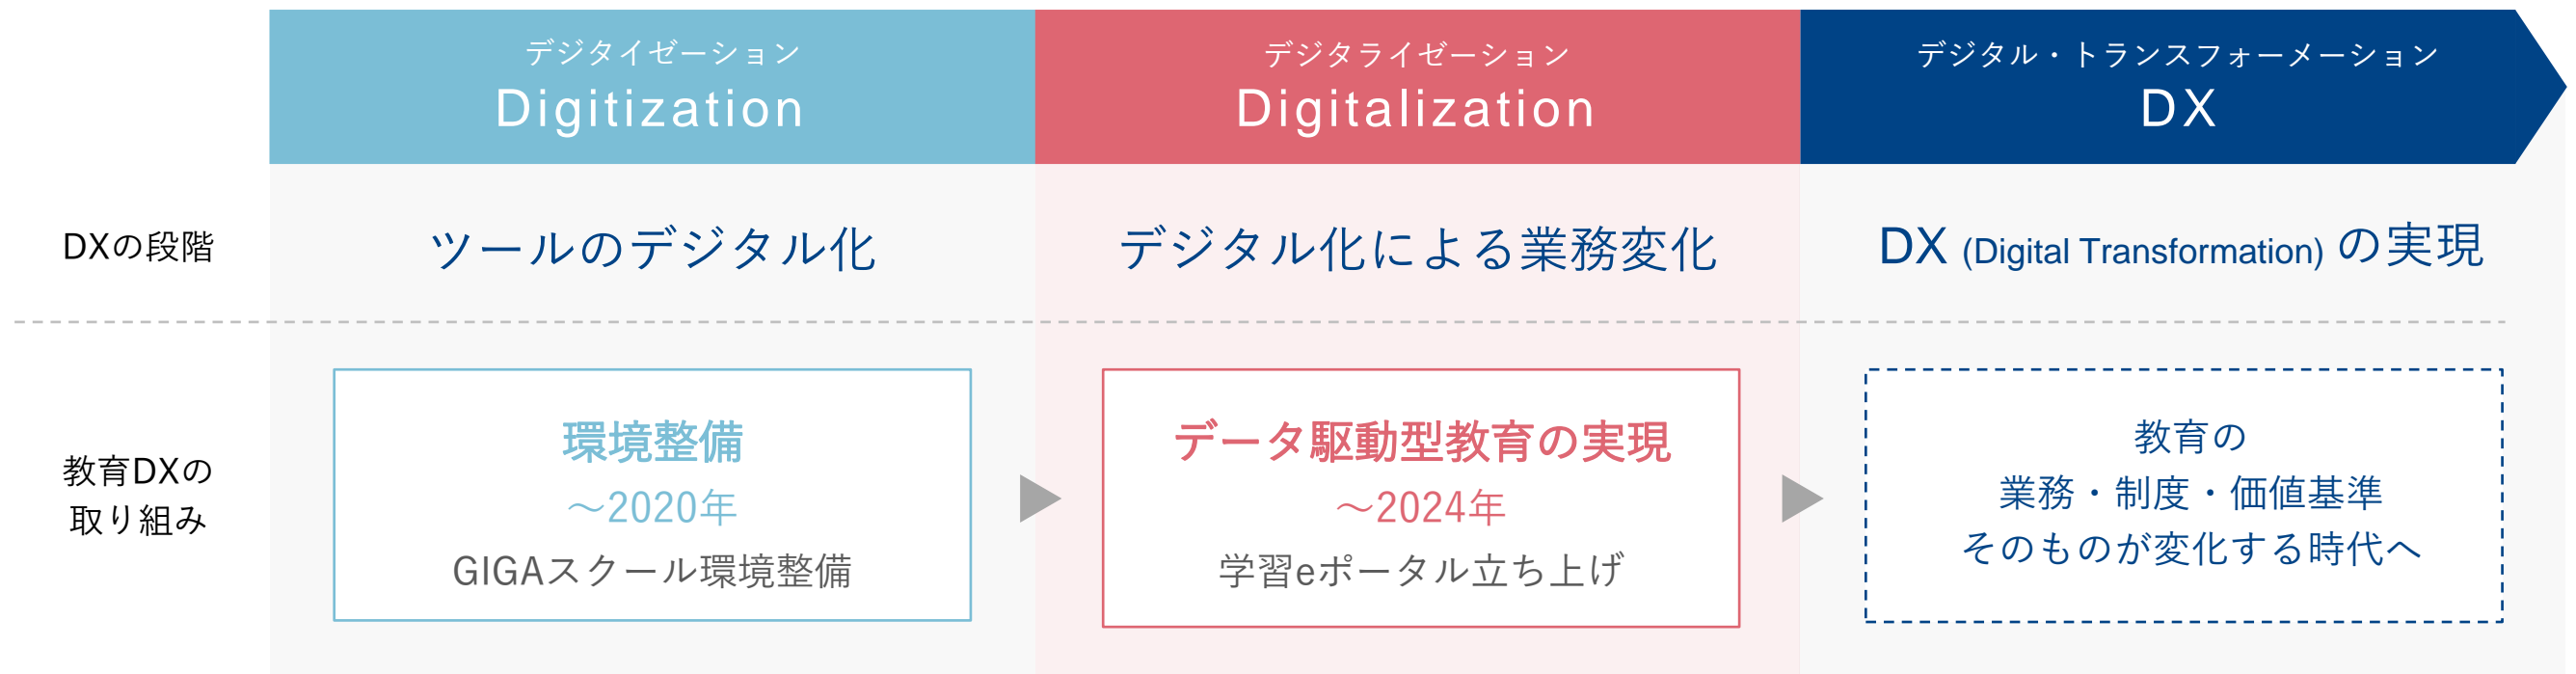 デジタイゼーション
Digitization
デジタライゼーション
Digitalization
デジタル・トランスフォーメーション
DX
DXの段階
ツールのデジタル化
デジタル化による業務変化
DX (Digital Transformation) の実現
教育DXの
取り組み
環境整備
～2020年
GIGAスクール環境整備
データ駆動型教育の実現
～2024年
学習eポータル立ち上げ
教育の
業務・制度・価値基準
そのものが変化する時代へ